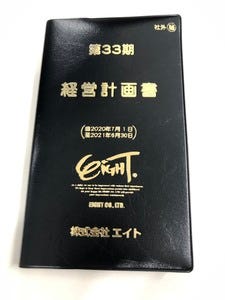 社外秘
第33期
経営計画書
自2020年7月1日
至2021年6月30日
EIGHT.
EIGHT CO., LTD.
株式会社 エイト